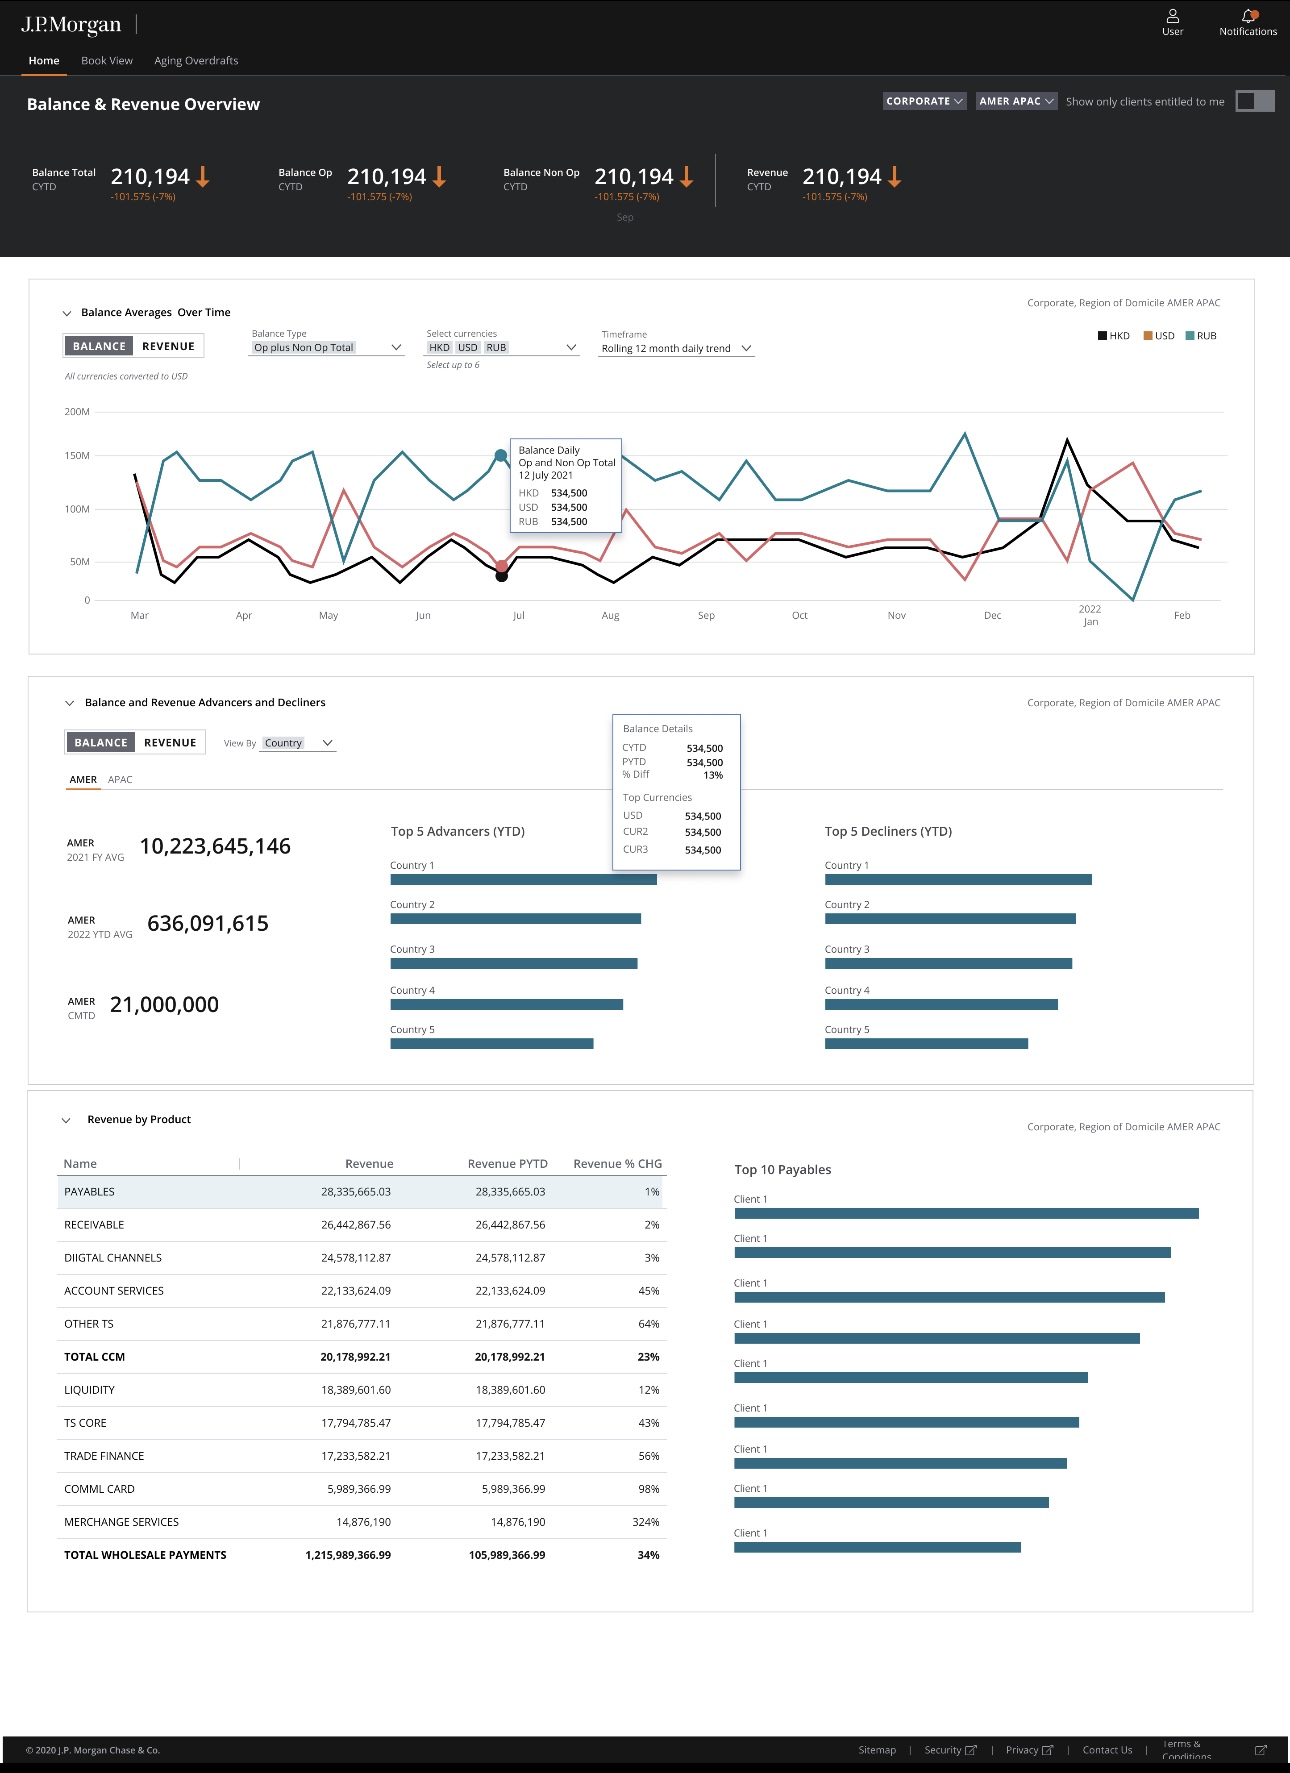 J.P.Morgan
User
Notifications
Home Book View Aging Overdrafts
Balance & Revenue Overview
CORPORATE AMER APAC Show only clients entitled to me
Balance Total
CYTD
210,194
-101.575 (-7%)
Balance Op
CYTD
210,194
-101.575 (-7%)
Balance Non Op
CYTD
210,194
-101.575 (-7%)
Revenue
CYTD
210,194
-101.575 (-7%)
Sep
Balance Averages Over Time
Corporate, Region of Domicile AMER APAC
BALANCE REVENUE
Balance Type
Op plus Non Op Total
Select currencies
HKD USD RUB
Select up to 6
Timeframe
Rolling 12 month daily trend
HKD USD RUB
All currencies converted to USD
200M
150M
100M
50M
0
Balance Daily
Op and Non Op Total
12 July 2021
HKD 534,500
USD 534,500
RUB 534,500
Mar Apr May Jun Jul Aug Sep Oct Nov Dec 2022 Jan Feb
Balance and Revenue Advancers and Decliners
Corporate, Region of Domicile AMER APAC
BALANCE REVENUE
View By Country
AMER APAC
Balance Details
CYTD 534,500
PYTD 534,500
% Diff 13%
Top Currencies
USD 534,500
CUR2 534,500
CUR3 534,500
AMER
2021 FY AVG
10,223,645,146
AMER
2022 YTD AVG
636,091,615
AMER
CMTD
21,000,000
Top 5 Advancers (YTD)
Country 1
Country 2
Country 3
Country 4
Country 5
Top 5 Decliners (YTD)
Country 1
Country 2
Country 3
Country 4
Country 5
Revenue by Product
Corporate, Region of Domicile AMER APAC
Name Revenue Revenue PYTD Revenue % CHG
PAYABLES 28,335,665.03 28,335,665.03 1%
RECEIVABLE 26,442,867.56 26,442,867.56 2%
DIIGTAL CHANNELS 24,578,112.87 24,578,112.87 3%
ACCOUNT SERVICES 22,133,624.09 22,133,624.09 45%
OTHER TS 21,876,777.11 21,876,777.11 64%
TOTAL CCM 20,178,992.21 20,178,992.21 23%
LIQUIDITY 18,389,601.60 18,389,601.60 12%
TS CORE 17,794,785.47 17,794,785.47 43%
TRADE FINANCE 17,233,582.21 17,233,582.21 56%
COMML CARD 5,989,366.99 5,989,366.99 98%
MERCHANGE SERVICES 14,876,190 14,876,190 324%
TOTAL WHOLESALE PAYMENTS 1,215,989,366.99 105,989,366.99 34%
Top 10 Payables
Client 1
Client 1
Client 1
Client 1
Client 1
Client 1
Client 1
Client 1
Client 1
© 2020 J.P. Morgan Chase & Co.
Sitemap | Security | Privacy | Contact Us | Terms & Conditions